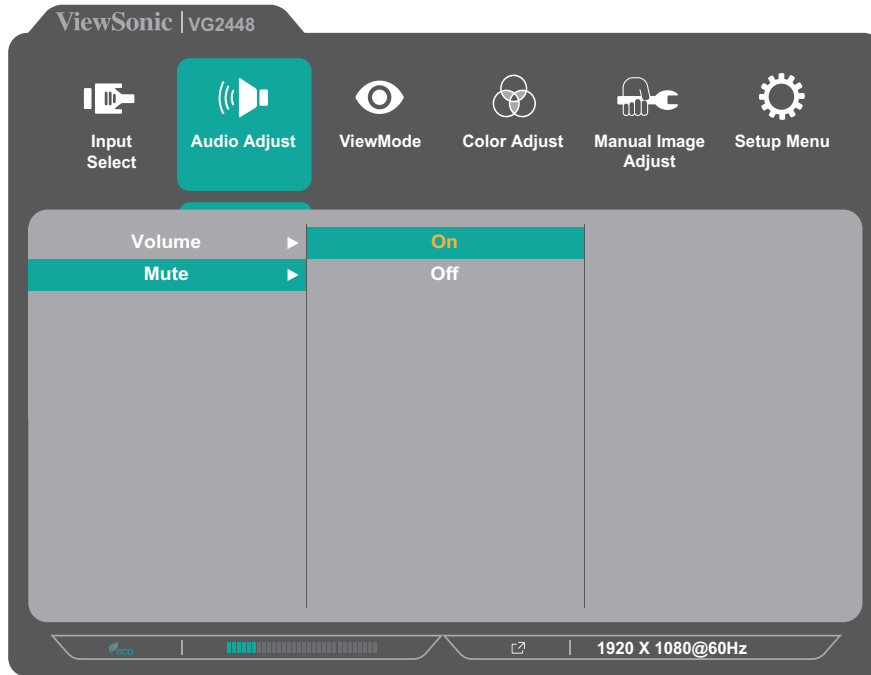 ViewSonic | VG2448
Input Select
Audio Adjust
ViewMode
Color Adjust
Manual Image Adjust
Setup Menu
Volume
On
Mute
Off
eco
1920 X 1080@60Hz